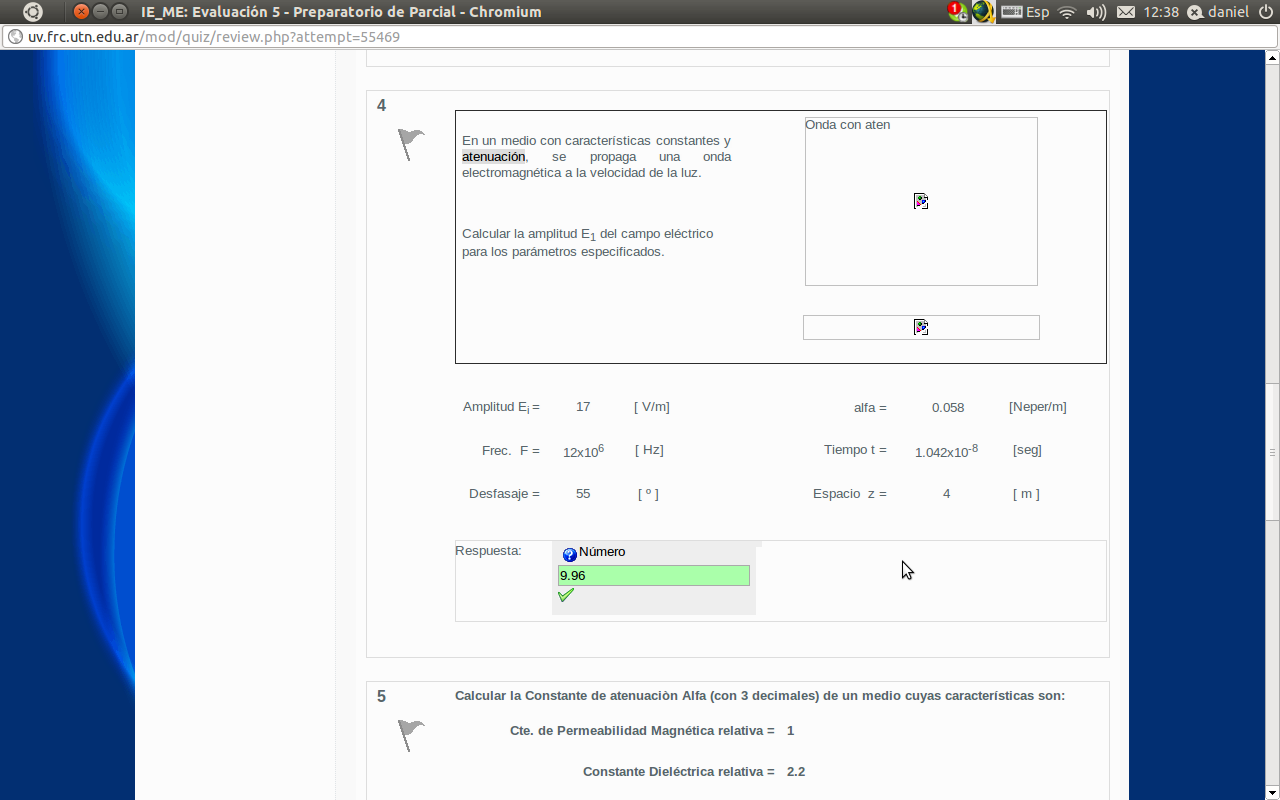 IE_ME: Evaluación 5 - Preparatorio de Parcial - Chromium
1
Esp
12:38
daniel
uv.frc.utn.edu.ar/mod/quiz/review.php?attempt=55469
4
En un medio con características constantes y
atenuación, se propaga una onda
electromagnética a la velocidad de la luz.
Calcular la amplitud E1 del campo eléctrico
para los parámetros especificados.
Onda con aten
Amplitud Ei = 17 [ V/m] alfa = 0.058 [Neper/m]
Frec. F = 12x10^6 [ Hz] Tiempo t = 1.042x10^-8 [seg]
Desfasaje = 55 [ º ] Espacio z = 4 [ m ]
Respuesta:
Número
9.96
5
Calcular la Constante de atenuaciòn Alfa (con 3 decimales) de un medio cuyas características son:
Cte. de Permeabilidad Magnética relativa = 1
Constante Dieléctrica relativa = 2.2